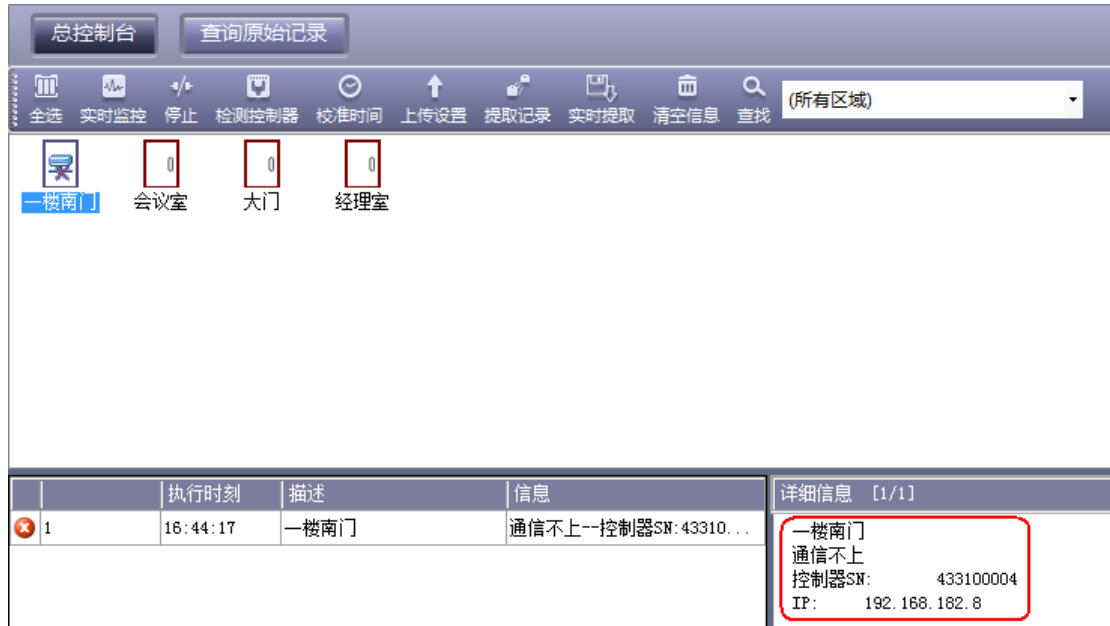 总控制台 查询原始记录
全选 实时监控 停止 检测控制器 校准时间 上传设置 提取记录 实时提取 清空信息 查找 (所有区域)
一楼南门 会议室 大门 经理室
执行时刻 描述 信息
1 16:44:17 一楼南门 通信不上--控制器SN:43310...
详细信息 [1/1]
一楼南门
通信不上
控制器SN: 433100004
IP: 192.168.182.8